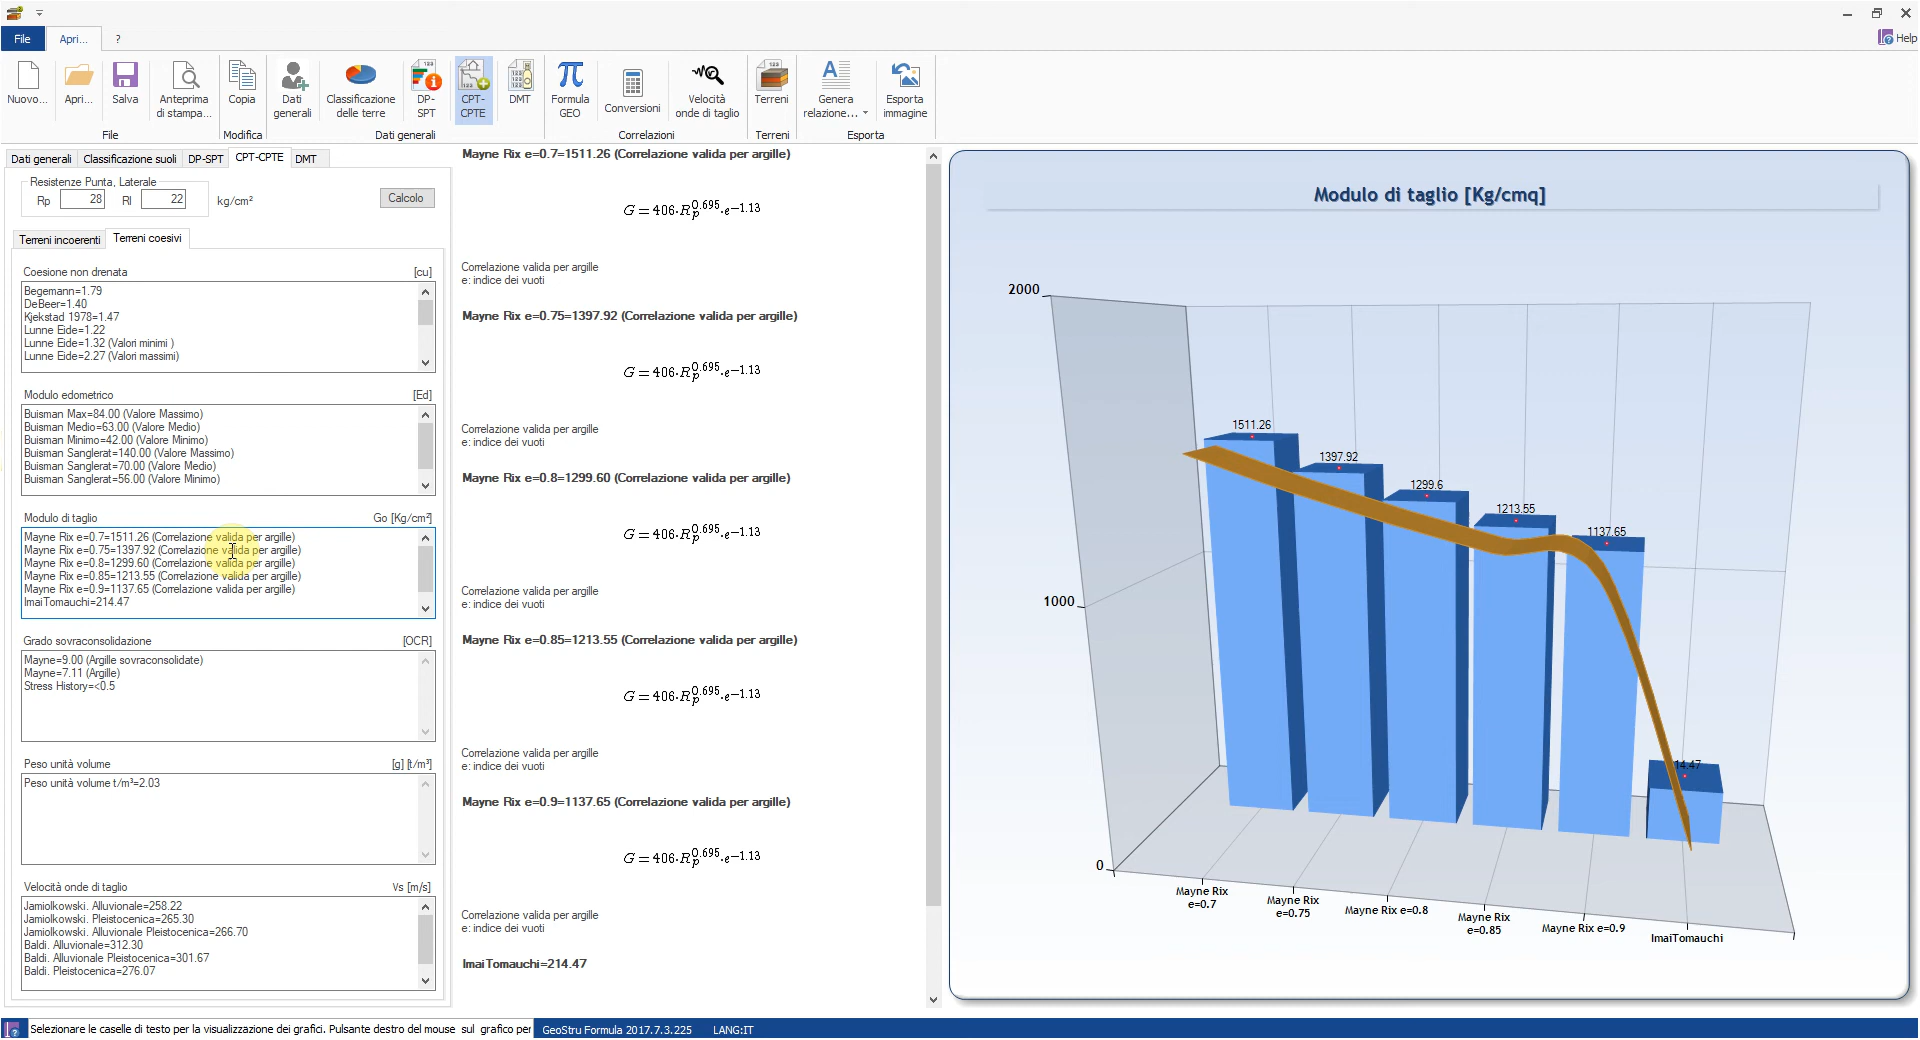 File
Apri...
?
Help
Nuovo...
Apri...
Salva
Anteprima
di stampa...
Copia
Dati
generali
Classificazione
delle terre
DP-
SPT
CPT-
CPTE
DMT
Formula
GEO
Conversioni
Velocità
onde di taglio
Terreni
Genera
relazione...
Esporta
immagine
File
Modifica
Dati generali
Correlazioni
Terreni
Esporta
Dati generali
Classificazione suoli
DP-SPT
CPT-CPTE
DMT
Resistenze Punta, Laterale
Rp 28 Rl 22 kg/cm²
Calcolo
Terreni incoerenti
Terreni coesivi
Coesione non drenata [cu]
Begemann=1.79
DeBeer=1.40
Kjekstad 1978=1.47
Lunne Eide=1.22
Lunne Eide=1.32 (Valori minimi )
Lunne Eide=2.27 (Valori massimi)
Modulo edometrico [Ed]
Buisman Max=84.00 (Valore Massimo)
Buisman Medio=63.00 (Valore Medio)
Buisman Minimo=42.00 (Valore Minimo)
Buisman Sanglerat=140.00 (Valore Massimo)
Buisman Sanglerat=70.00 (Valore Medio)
Buisman Sanglerat=56.00 (Valore Minimo)
Modulo di taglio Go [Kg/cm²]
Mayne Rix e=0.7=1511.26 (Correlazione valida per argille)
Mayne Rix e=0.75=1397.92 (Correlazione valida per argille)
Mayne Rix e=0.8=1299.60 (Correlazione valida per argille)
Mayne Rix e=0.85=1213.55 (Correlazione valida per argille)
Mayne Rix e=0.9=1137.65 (Correlazione valida per argille)
ImaiTomauchi=214.47
Grado sovraconsolidazione [OCR]
Mayne=9.00 (Argille sovraconsolidate)
Mayne=7.11 (Argille)
Stress History=<0.5
Peso unità volume [g] [t/m³]
Peso unità volume t/m³=2.03
Velocità onde di taglio Vs [m/s]
Jamiolkowski. Alluvionale=258.22
Jamiolkowski. Pleistocenica=265.30
Jamiolkowski. Alluvionale Pleistocenica=266.70
Baldi. Alluvionale=312.30
Baldi. Alluvionale Pleistocenica=301.67
Baldi. Pleistocenica=276.07
Mayne Rix e=0.7=1511.26 (Correlazione valida per argille)
G = 406·R_p^0.695·e^−1.13
Correlazione valida per argille
e: indice dei vuoti
Mayne Rix e=0.75=1397.92 (Correlazione valida per argille)
G = 406·R_p^0.695·e^−1.13
Correlazione valida per argille
e: indice dei vuoti
Mayne Rix e=0.8=1299.60 (Correlazione valida per argille)
G = 406·R_p^0.695·e^−1.13
Correlazione valida per argille
e: indice dei vuoti
Mayne Rix e=0.85=1213.55 (Correlazione valida per argille)
G = 406·R_p^0.695·e^−1.13
Correlazione valida per argille
e: indice dei vuoti
Mayne Rix e=0.9=1137.65 (Correlazione valida per argille)
G = 406·R_p^0.695·e^−1.13
Correlazione valida per argille
e: indice dei vuoti
ImaiTomauchi=214.47
Modulo di taglio [Kg/cmq]
2000
1000
0
1511.26
1397.92
1299.6
1213.55
1137.65
14.47
Mayne Rix
e=0.7
Mayne Rix
e=0.75
Mayne Rix e=0.8
Mayne Rix
e=0.85
Mayne Rix e=0.9
ImaiTomauchi
Selezionare le caselle di testo per la visualizzazione dei grafici. Pulsante destro del mouse sul grafico per
GeoStru Formula 2017.7.3.225
LANG:IT